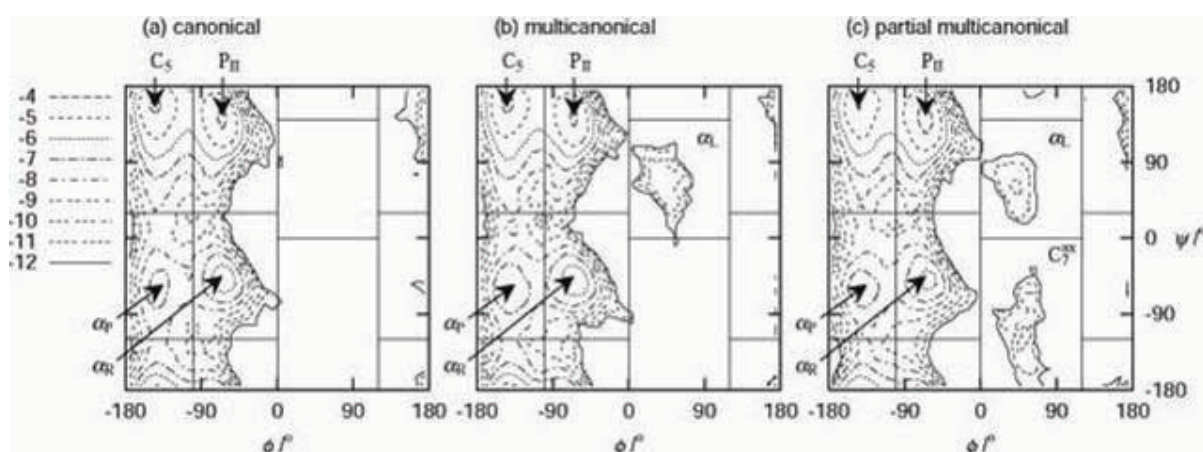 (a) canonical (b) multicanonical (c) partial multicanonical
C5 PII C5 PII C5 PII
-4
-5
-6
-7
-8
-9
-10
-11
-12
180
90
0
-90
-180
ψ/°
αL αL
C7ax
αP αP αP
αR αR αR
-180 -90 0 90 180 -90 0 90 180 -90 0 90 180
ϕ/° ϕ/° ϕ/°